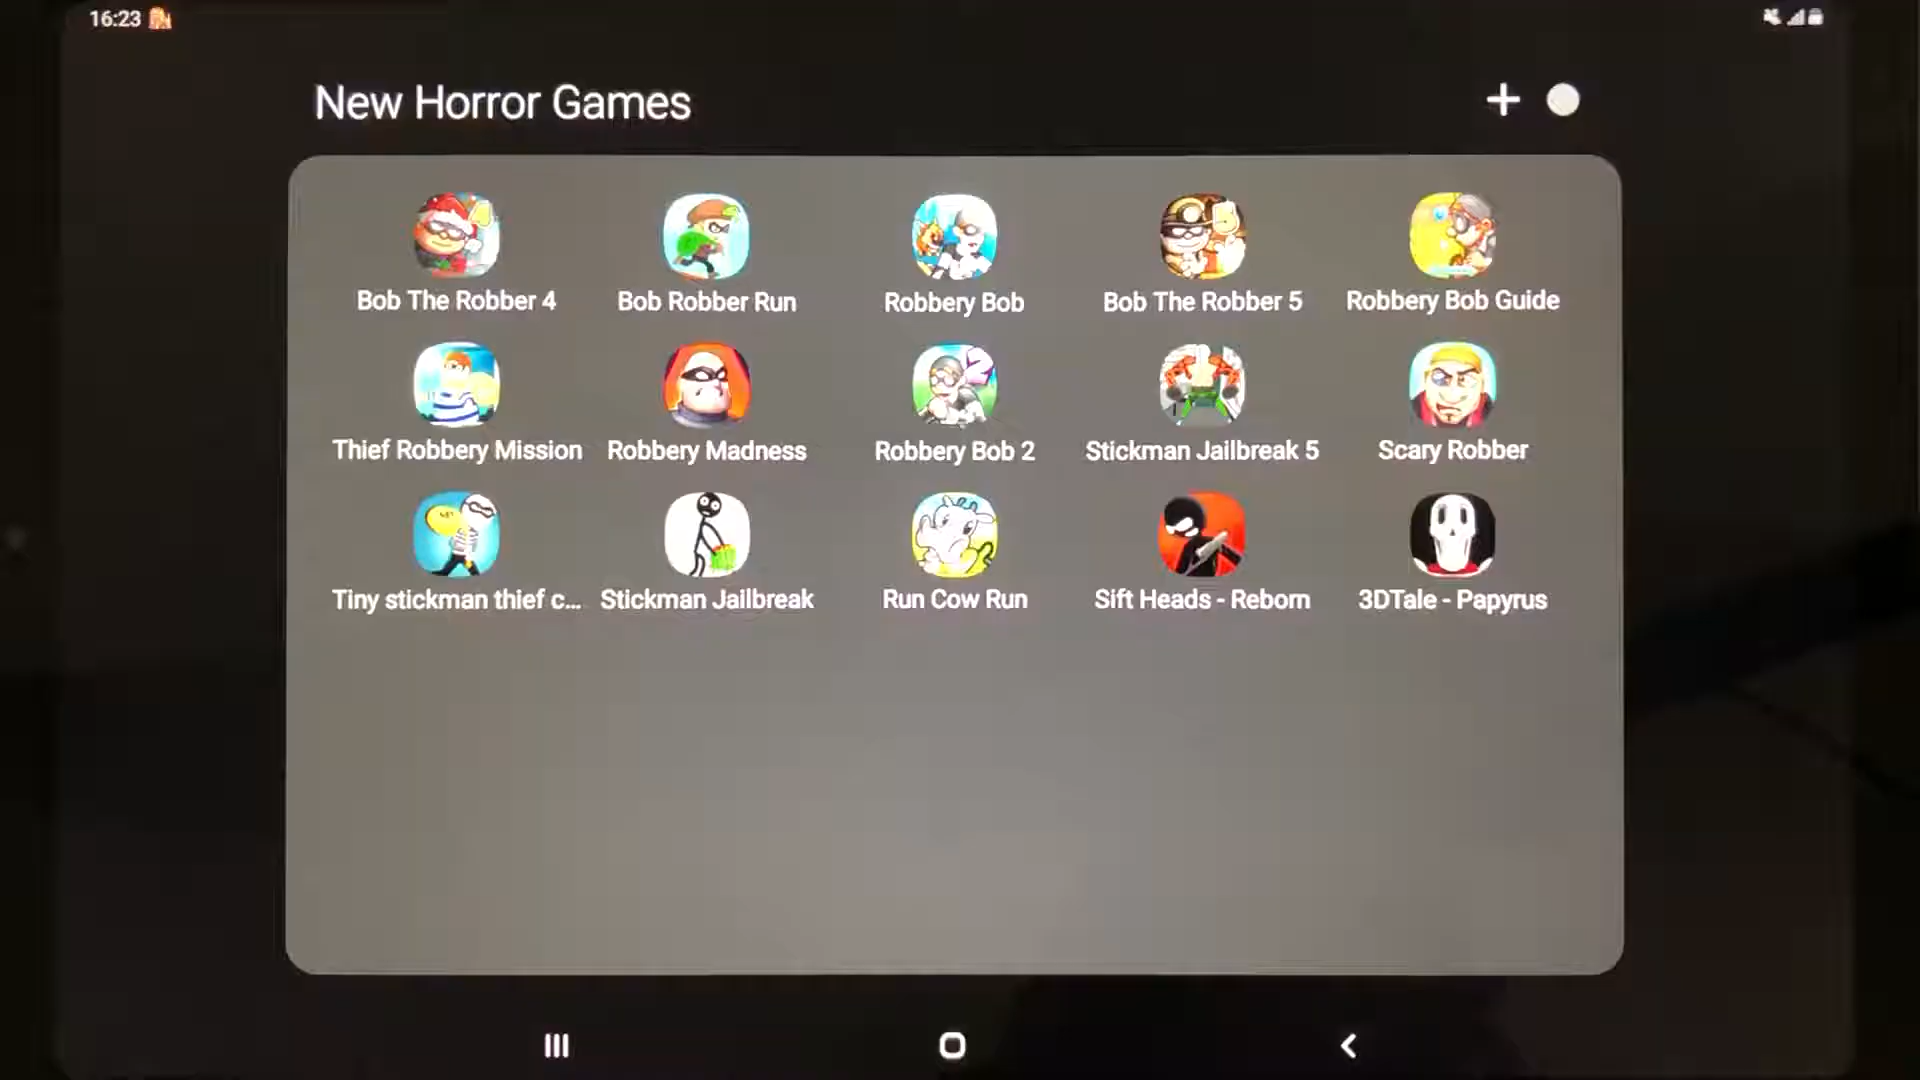 16:23
New Horror Games
Bob The Robber 4
Bob Robber Run
Robbery Bob
Bob The Robber 5
Robbery Bob Guide
Thief Robbery Mission
Robbery Madness
Robbery Bob 2
Stickman Jailbreak 5
Scary Robber
Tiny stickman thief c...
Stickman Jailbreak
Run Cow Run
Sift Heads - Reborn
3DTale - Papyrus